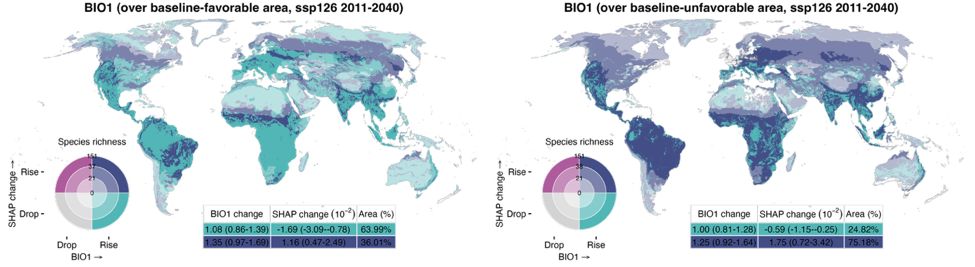 BIO1 (over baseline-favorable area, ssp126 2011-2040)
Species richness
151
38
21
0
SHAP change →
Rise
Drop
Drop Rise
BIO1 →
BIO1 change SHAP change (10⁻²) Area (%)
1.08 (0.86-1.39) -1.69 (-3.09--0.78) 63.99%
1.35 (0.97-1.69) 1.16 (0.47-2.49) 36.01%
BIO1 (over baseline-unfavorable area, ssp126 2011-2040)
Species richness
151
21
0
SHAP change →
Rise
Drop
Drop Rise
BIO1 →
BIO1 change SHAP change (10⁻²) Area (%)
1.00 (0.81-1.28) -0.59 (-1.15--0.25) 24.82%
1.25 (0.92-1.64) 1.75 (0.72-3.42) 75.18%